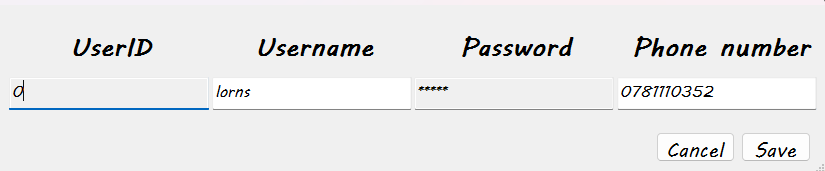 UserID Username Password Phone number
0 lorns ***** 0781110352
Cancel Save